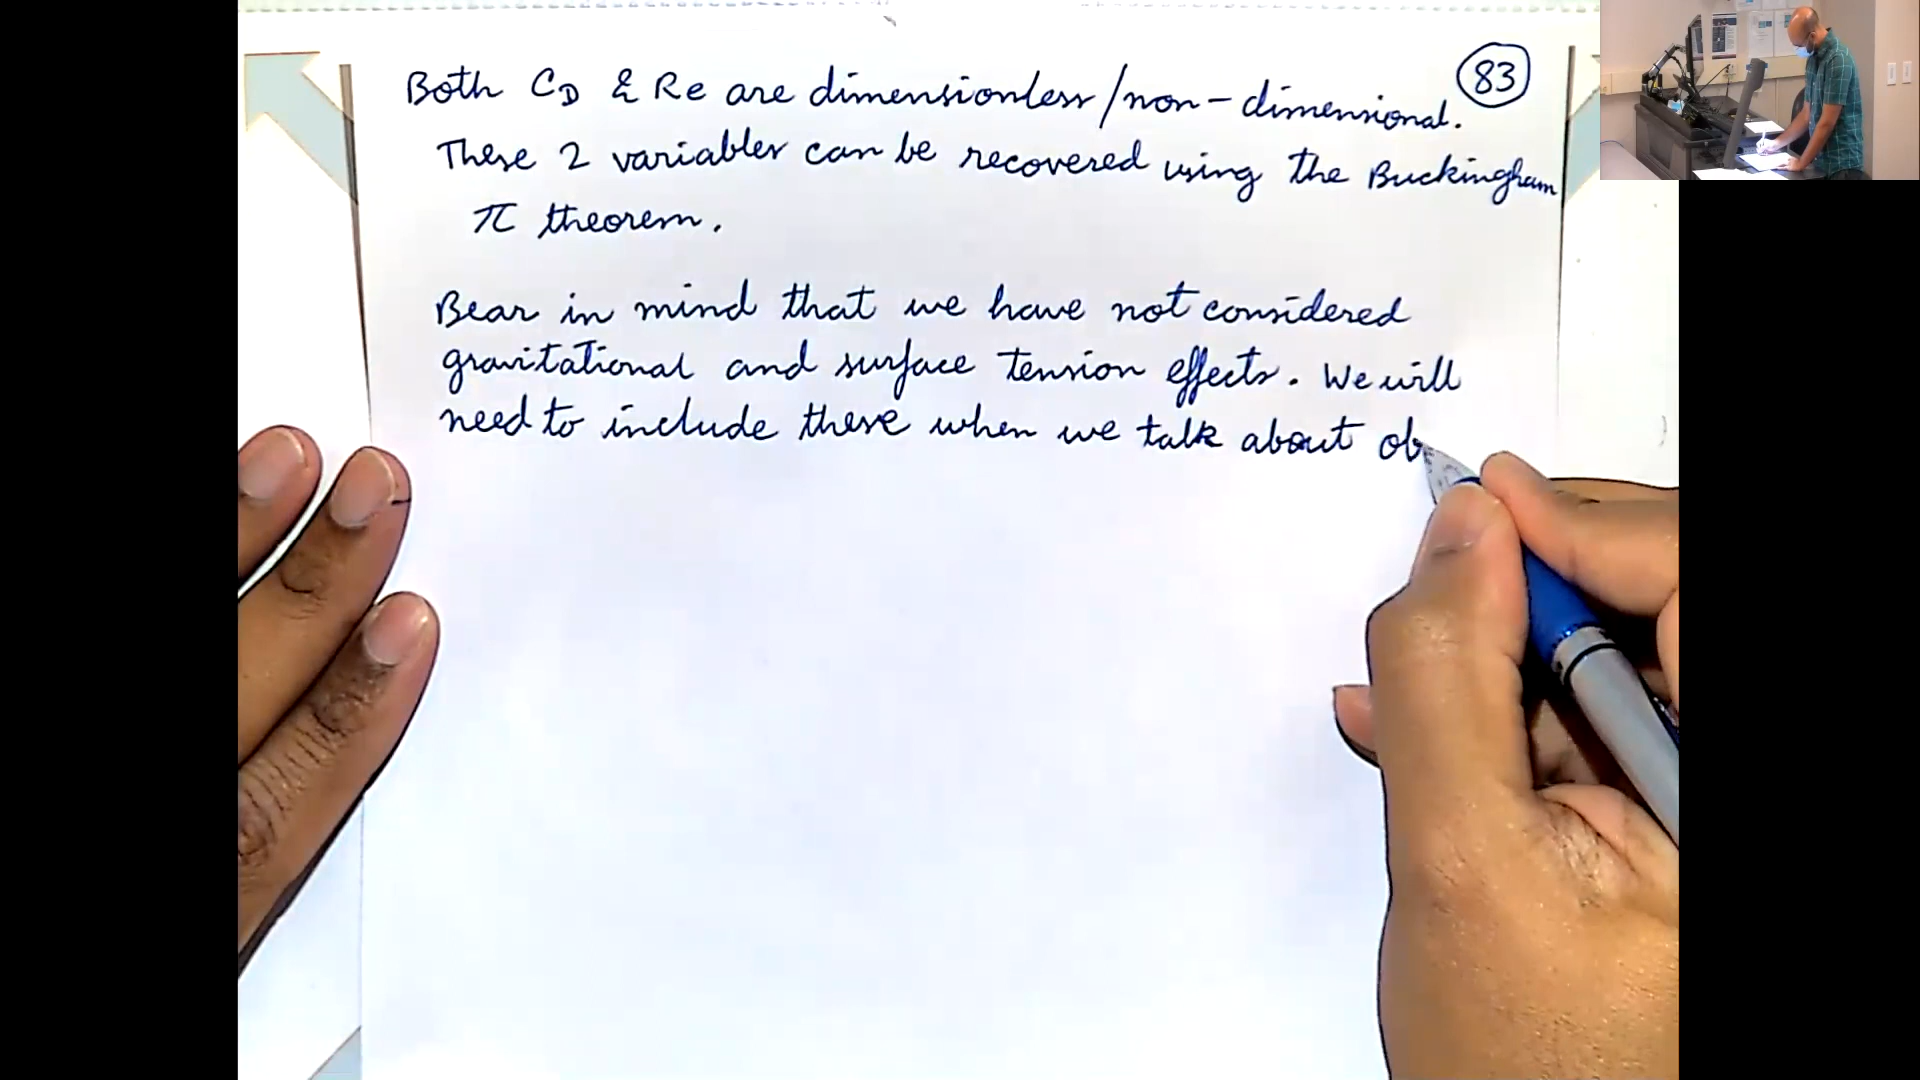 83
Both CD & Re are dimensionless/non-dimensional.
These 2 variables can be recovered using the Buckingham
π theorem.
Bear in mind that we have not considered
gravitational and surface tension effects. We will
need to include these when we talk about ob